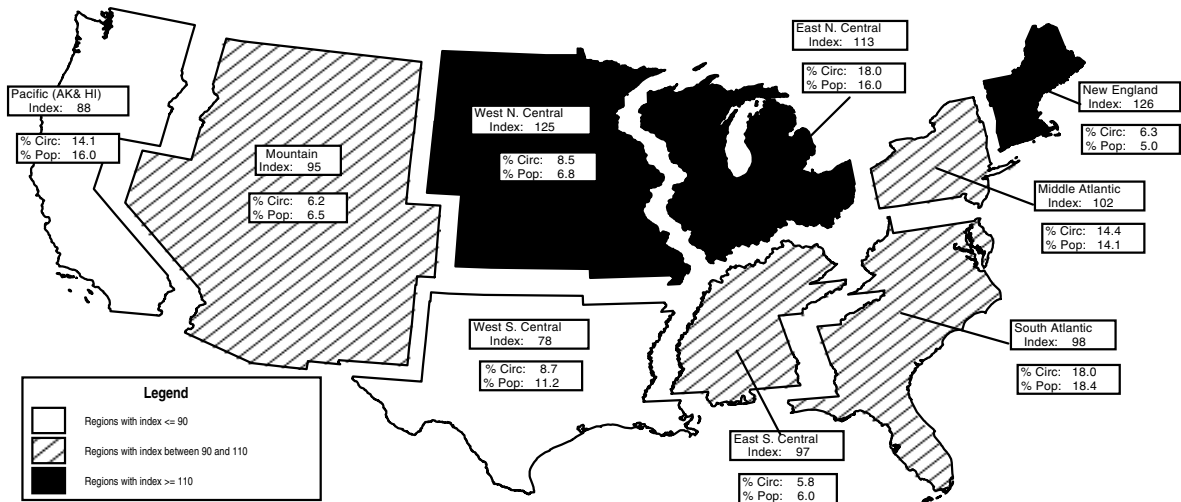 East N. Central
Index: 113
% Circ: 18.0
% Pop: 16.0
Pacific (AK& HI)
Index: 88
% Circ: 14.1
% Pop: 16.0
New England
Index: 126
% Circ: 6.3
% Pop: 5.0
West N. Central
Index: 125
% Circ: 8.5
% Pop: 6.8
Mountain
Index: 95
% Circ: 6.2
% Pop: 6.5
Middle Atlantic
Index: 102
% Circ: 14.4
% Pop: 14.1
West S. Central
Index: 78
% Circ: 8.7
% Pop: 11.2
South Atlantic
Index: 98
% Circ: 18.0
% Pop: 18.4
East S. Central
Index: 97
% Circ: 5.8
% Pop: 6.0
Legend
Regions with index <= 90
Regions with index between 90 and 110
Regions with index >= 110